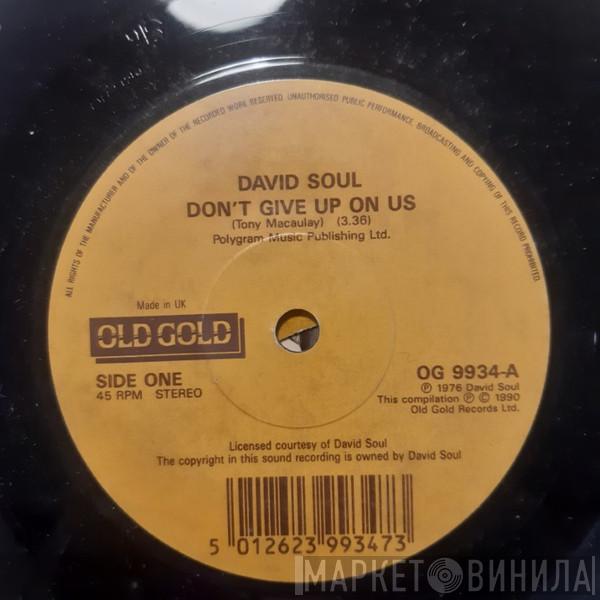 ALL RIGHTS OF THE MANUFACTURER AND OF THE OWNER OF THE RECORDED WORK RESERVED. UNAUTHORISED PUBLIC PERFORMANCE, BROADCASTING AND COPYING OF THIS RECORD PROHIBITED.
DAVID SOUL
DON'T GIVE UP ON US
(Tony Macaulay) (3.36)
Polygram Music Publishing Ltd.
Made in UK
OLD GOLD
SIDE ONE
45 RPM STEREO
OG 9934-A
Ⓟ 1976 David Soul
This compilation Ⓟ © 1990
Old Gold Records Ltd.
Licensed courtesy of David Soul
The copyright in this sound recording is owned by David Soul
5 012623 993473
МАРКЕТ ВИНИЛА